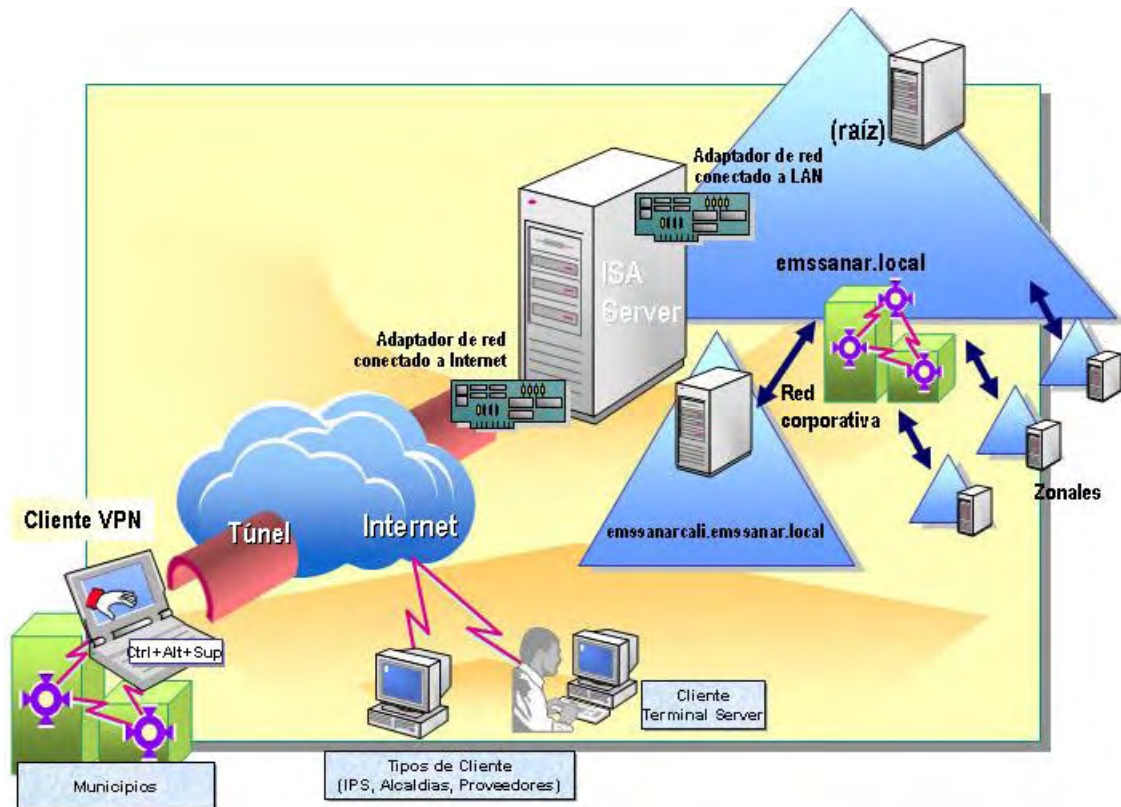 (raíz)
Adaptador de red
conectado a LAN
ISA
Server
emssanar.local
Adaptador de red
conectado a Internet
Red
corporativa
Zonales
emssanarcali.emssanar.local
Cliente VPN
Túnel
Internet
Ctrl+Alt+Sup
Cliente
Terminal Server
Tipos de Cliente
(IPS, Alcaldias, Proveedores)
Municipios